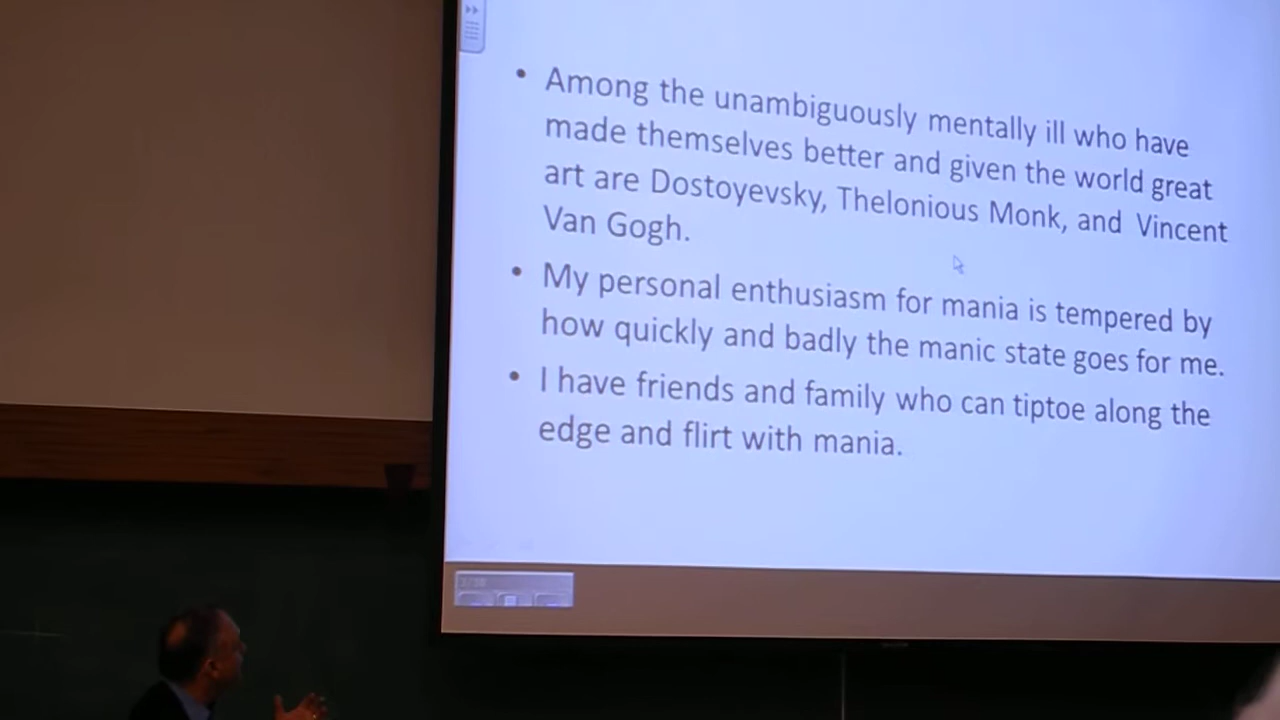 • Among the unambiguously mentally ill who have
made themselves better and given the world great
art are Dostoyevsky, Thelonious Monk, and Vincent
Van Gogh.
• My personal enthusiasm for mania is tempered by
how quickly and badly the manic state goes for me.
• I have friends and family who can tiptoe along the
edge and flirt with mania.